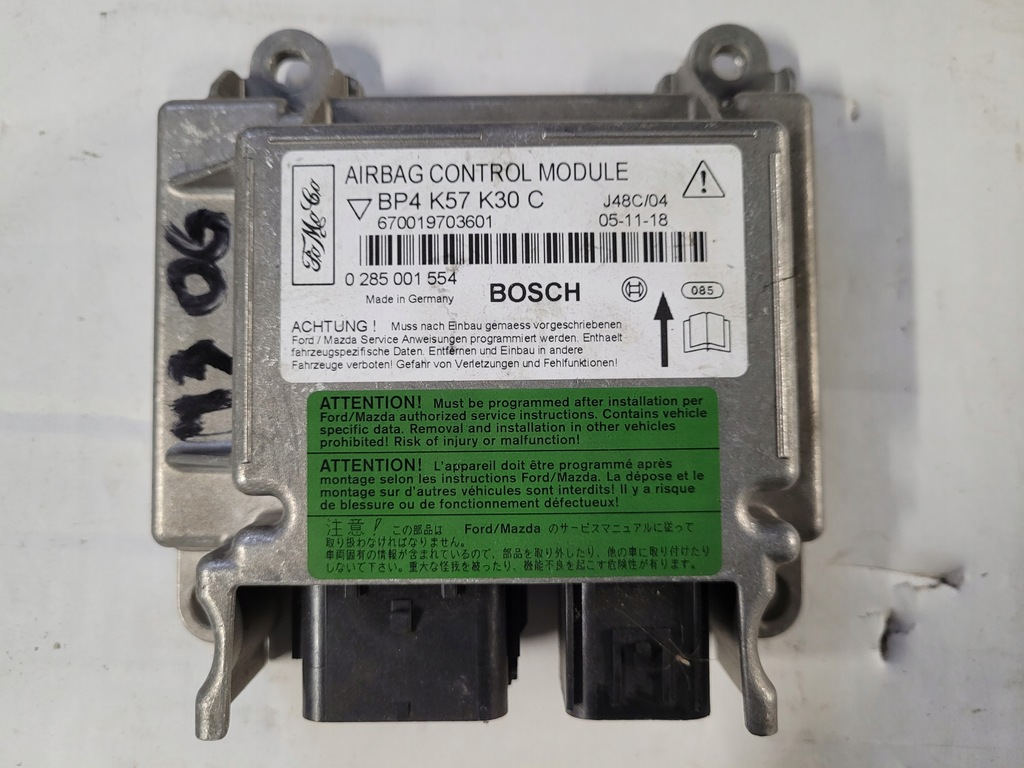 FoMoCo
AIRBAG CONTROL MODULE
BP4 K57 K30 C
J48C/04
670019703601
05-11-18
0 285 001 554
Made in Germany
BOSCH
085
ACHTUNG ! Muss nach Einbau gemaess vorgeschriebenen
Ford / Mazda Service Anweisungen programmiert werden. Enthaelt
fahrzeugspezifische Daten. Entfernen und Einbau in andere
Fahrzeuge verboten! Gefahr von Verletzungen und Fehlfunktionen!
ATTENTION! Must be programmed after installation per
Ford/Mazda authorized service instructions. Contains vehicle
specific data. Removal and installation in other vehicles
prohibited! Risk of injury or malfunction!
ATTENTION! L'appareil doit être programmé après
montage selon les instructions Ford/Mazda. La dépose et le
montage sur d'autres véhicules sont interdits! Il y a risque
de blessure ou de fonctionnement défectueux!
注意! この部品は Ford/Mazda のサービスマニュアルに従って
取り扱わなければなりません。
車両固有の情報が含まれているので、部品を取り外したり、他の車に取り付けたり
しないで下さい。重大な怪我を被ったり、機能不良を起こす危険性が有ります。
M3 06